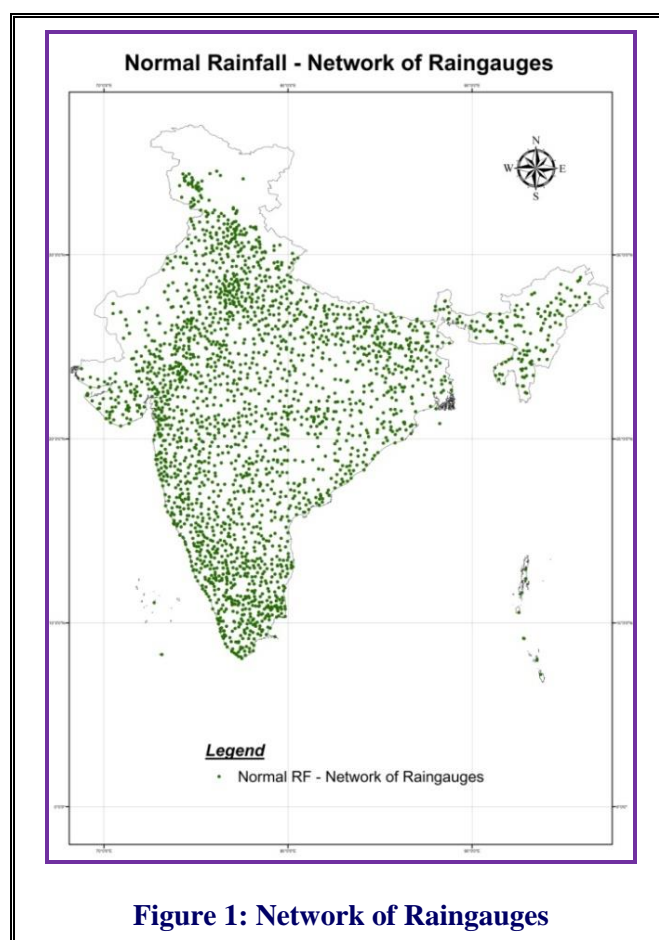 Normal Rainfall - Network of Raingauges
N
W E
S
Legend
Normal RF - Network of Raingauges
Figure 1: Network of Raingauges